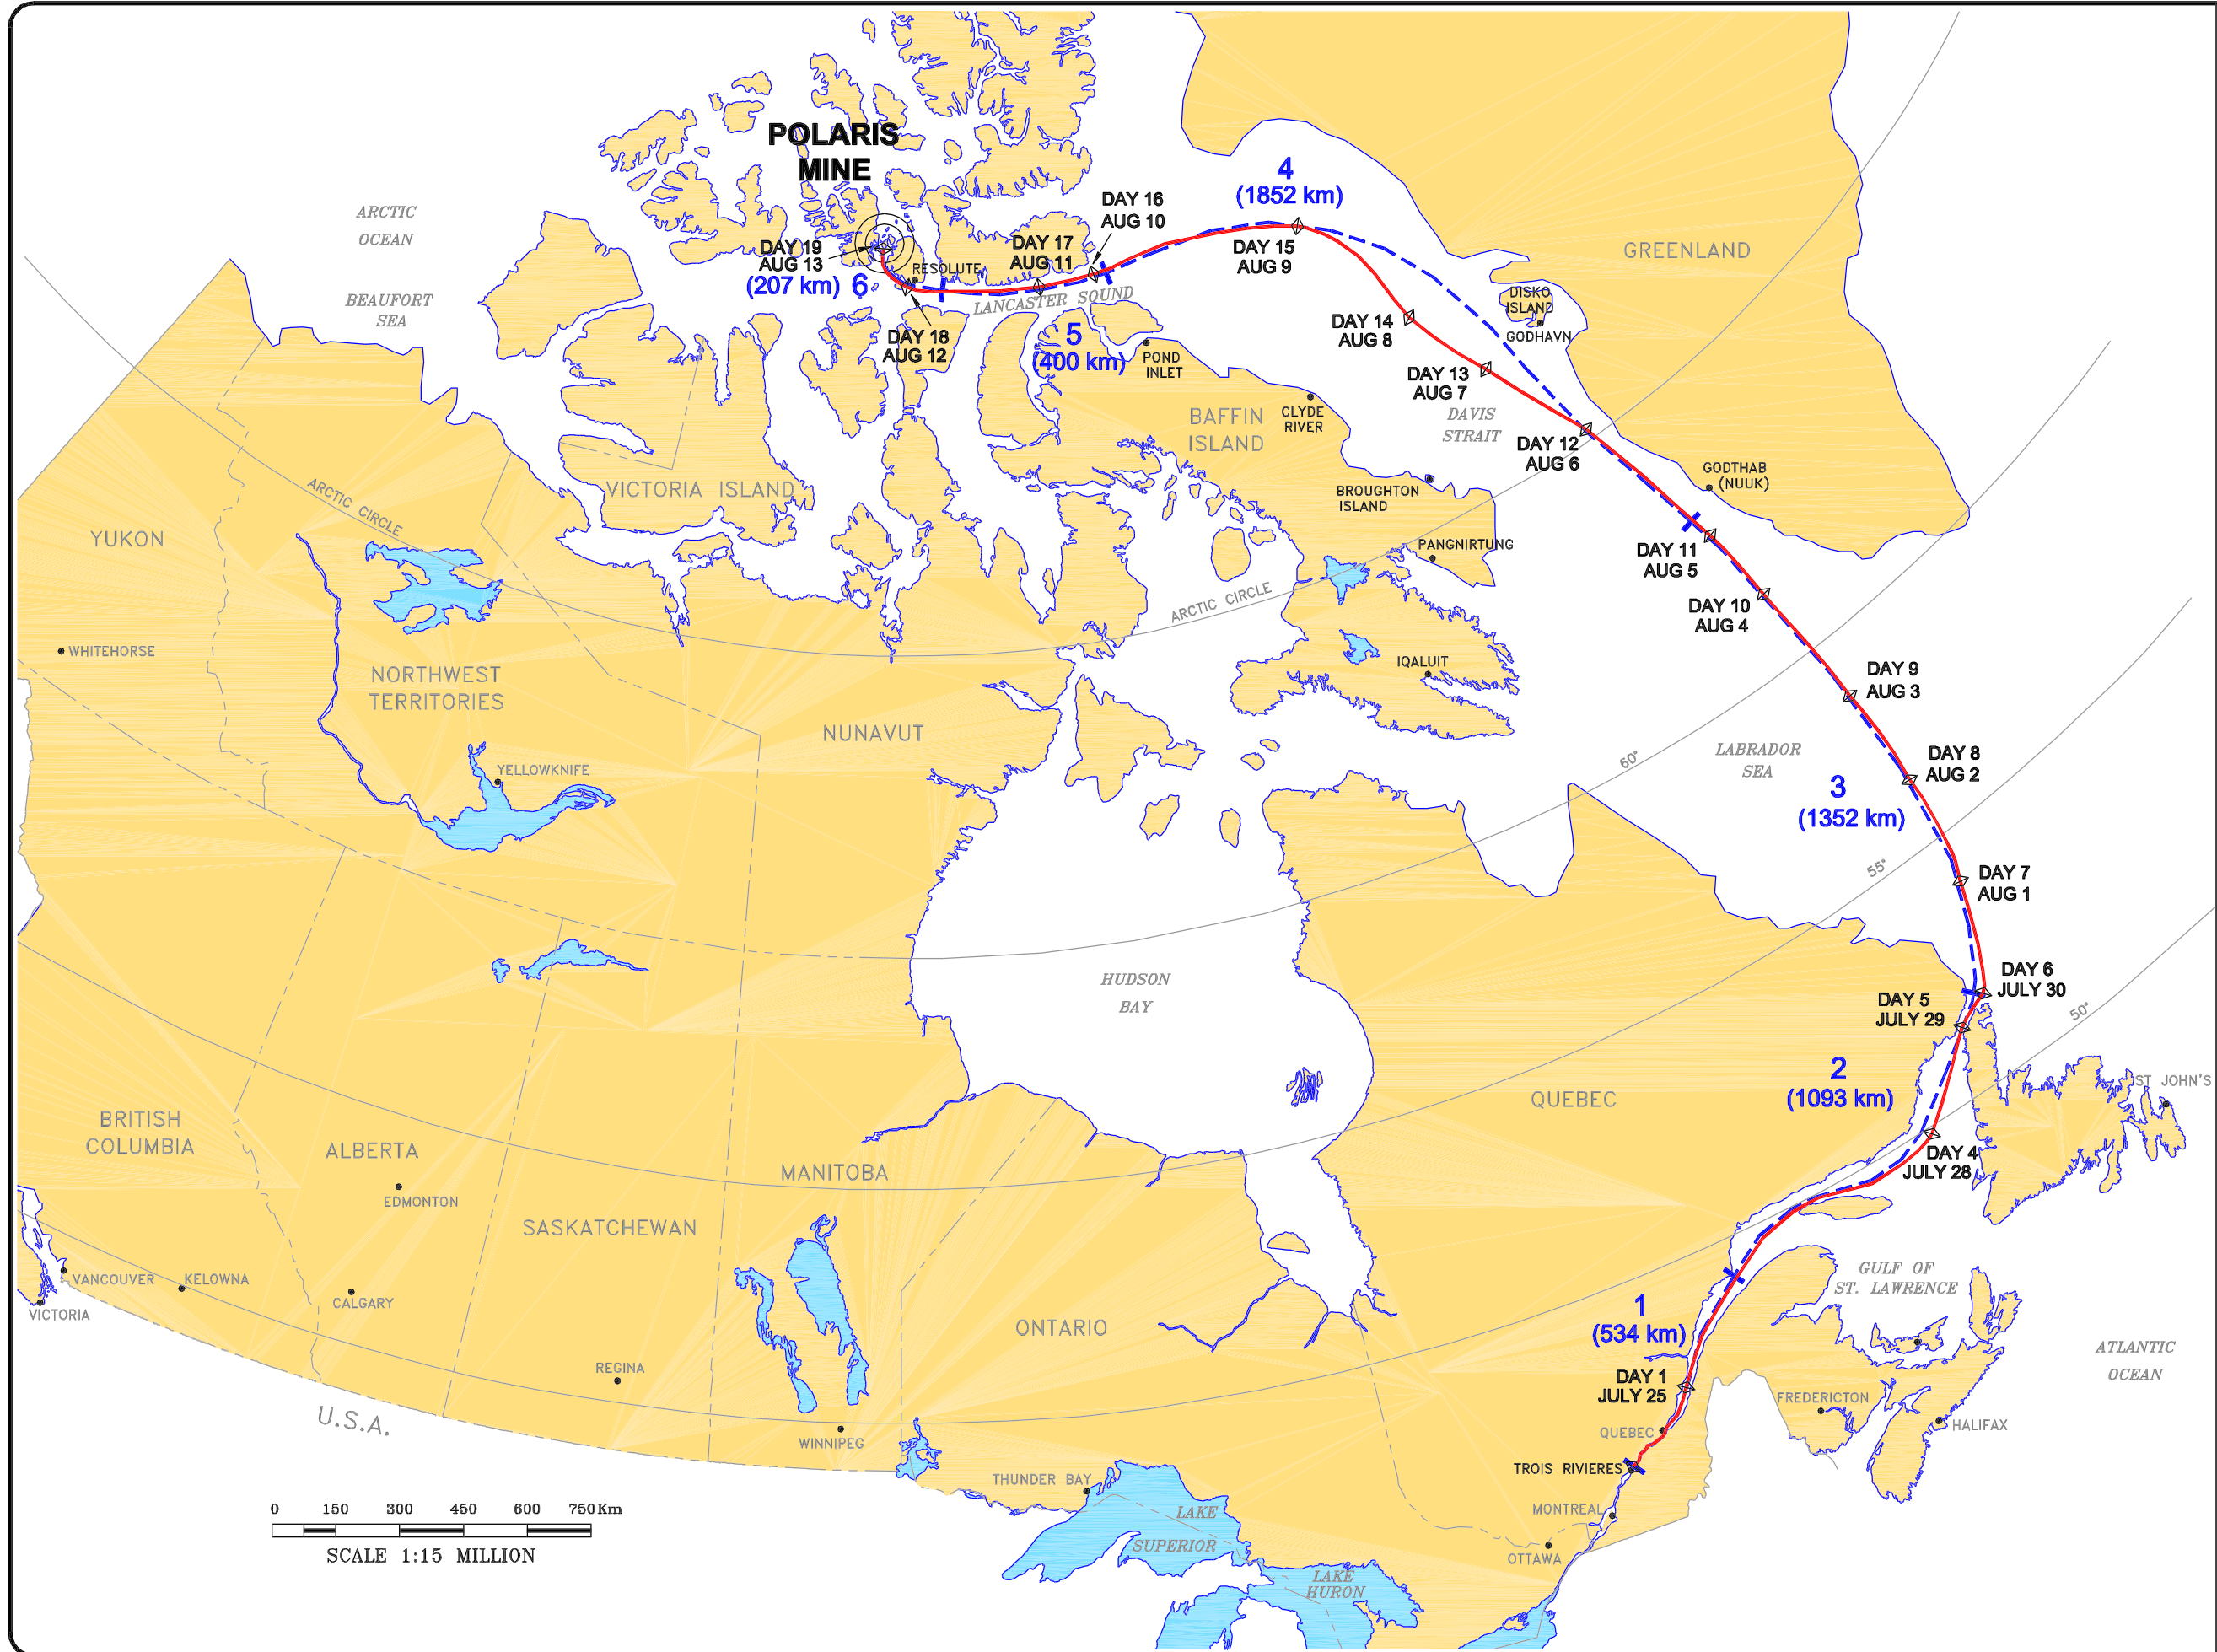 POLARIS
MINE
4
(1852 km)
DAY 16
AUG 10
ARCTIC
OCEAN
DAY 17
AUG 11
DAY 15
AUG 9
GREENLAND
DAY 19
AUG 13
(207 km) 6
RESOLUTE
BEAUFORT
SEA
LANCASTER SOUND
DISKO
ISLAND
GODHAVN
DAY 14
AUG 8
DAY 18
AUG 12
5
(400 km)
POND
INLET
DAY 13
AUG 7
BAFFIN
ISLAND
CLYDE
RIVER
DAVIS
STRAIT
DAY 12
AUG 6
GODTHAB
(NUUK)
VICTORIA ISLAND
BROUGHTON
ISLAND
ARCTIC CIRCLE
YUKON
PANGNIRTUNG
DAY 11
AUG 5
ARCTIC CIRCLE
DAY 10
AUG 4
WHITEHORSE
IQALUIT
DAY 9
AUG 3
NORTHWEST
TERRITORIES
NUNAVUT
60°
LABRADOR
SEA
DAY 8
AUG 2
YELLOWKNIFE
3
(1352 km)
55°
DAY 7
AUG 1
HUDSON
BAY
DAY 6
JULY 30
DAY 5
JULY 29
50°
2
(1093 km)
QUEBEC
ST JOHN'S
BRITISH
COLUMBIA
ALBERTA
MANITOBA
DAY 4
JULY 28
EDMONTON
SASKATCHEWAN
GULF OF
ST. LAWRENCE
VANCOUVER
KELOWNA
VICTORIA
CALGARY
1
(534 km)
ONTARIO
ATLANTIC
OCEAN
REGINA
DAY 1
JULY 25
FREDERICTON
HALIFAX
U.S.A.
WINNIPEG
QUEBEC
TROIS RIVIERES
THUNDER BAY
MONTREAL
LAKE
SUPERIOR
OTTAWA
LAKE
HURON
0 150 300 450 600 750Km
SCALE 1:15 MILLION